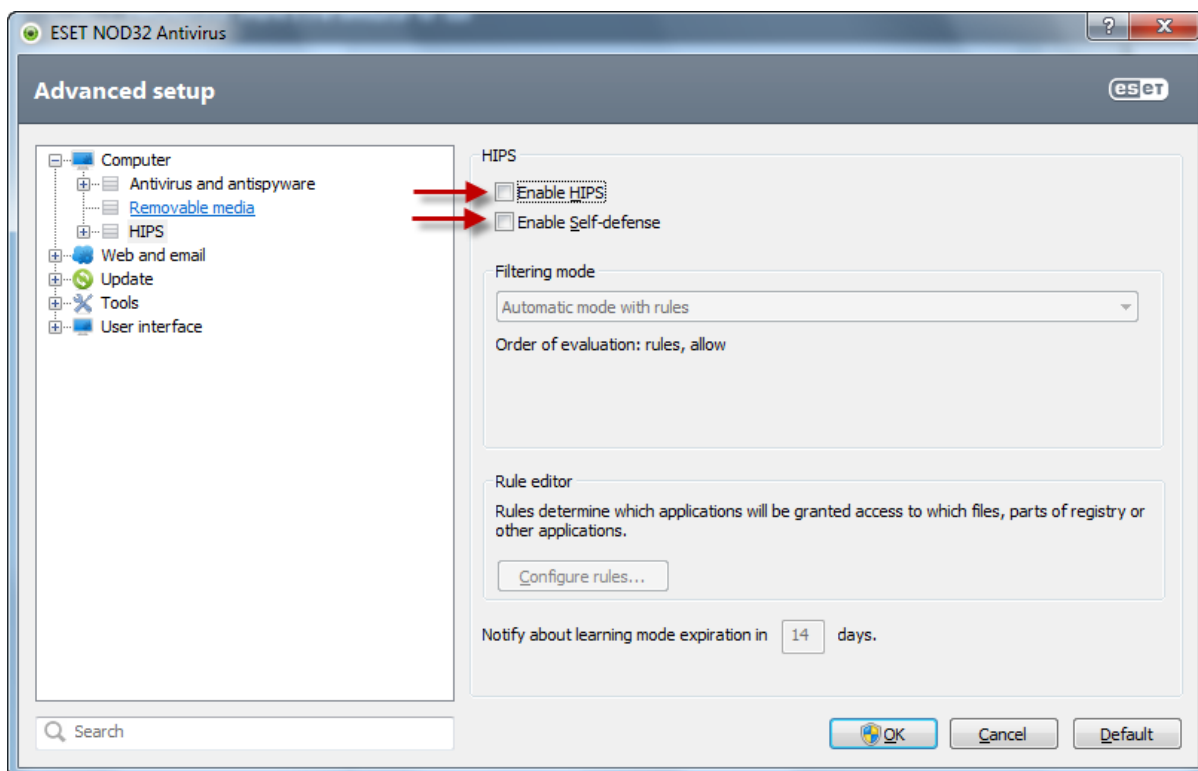 ESET NOD32 Antivirus
?
X
Advanced setup
eseT
Computer
Antivirus and antispyware
Removable media
HIPS
Web and email
Update
Tools
User interface
HIPS
Enable HIPS
Enable Self-defense
Filtering mode
Automatic mode with rules
Order of evaluation: rules, allow
Rule editor
Rules determine which applications will be granted access to which files, parts of registry or
other applications.
Configure rules...
Notify about learning mode expiration in 14 days.
Search
OK Cancel Default